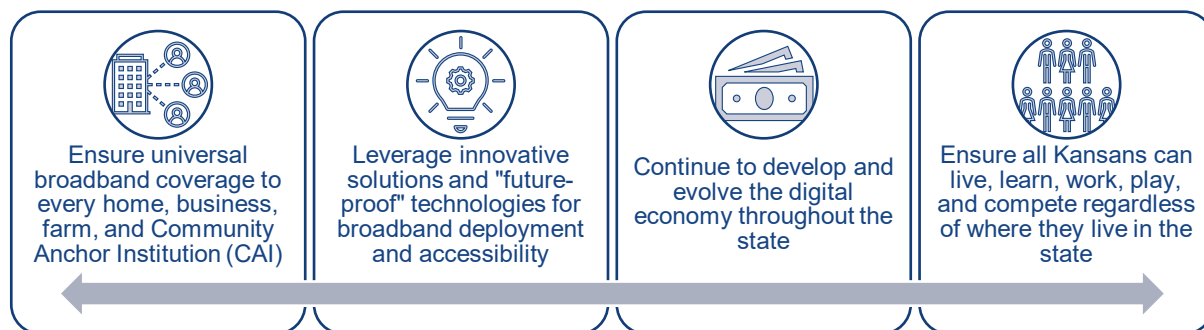 Ensure universal
broadband coverage to
every home, business,
farm, and Community
Anchor Institution (CAI)
Leverage innovative
solutions and "future-
proof" technologies for
broadband deployment
and accessibility
Continue to develop and
evolve the digital
economy throughout the
state
Ensure all Kansans can
live, learn, work, play,
and compete regardless
of where they live in the
state